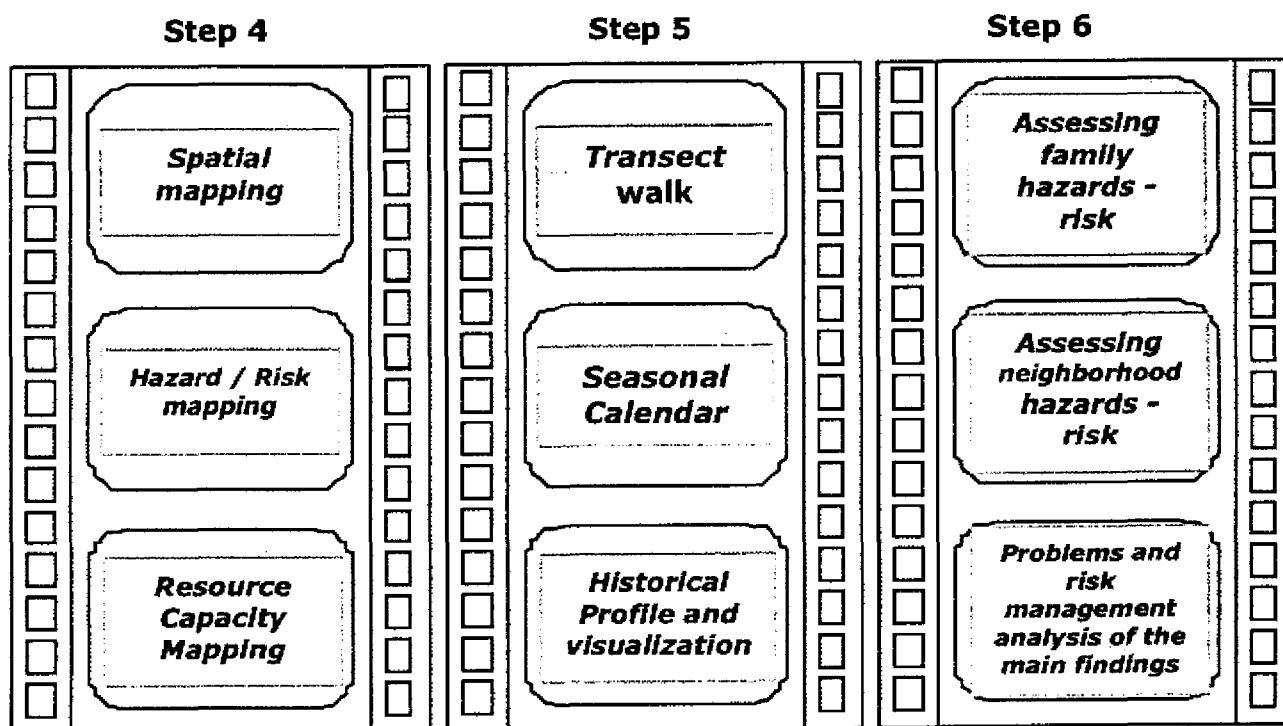 Step 4
Spatial
mapping
Hazard / Risk
mapping
Resource
Capacity
Mapping
Step 5
Transect
walk
Seasonal
Calendar
Historical
Profile and
visualization
Step 6
Assessing
family
hazards -
risk
Assessing
neighborhood
hazards -
risk
Problems and
risk
management
analysis of the
main findings